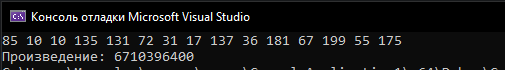 Консоль отладки Microsoft Visual Studio
85 10 10 135 131 72 31 17 137 36 181 67 199 55 175
Произведение: 6710396400